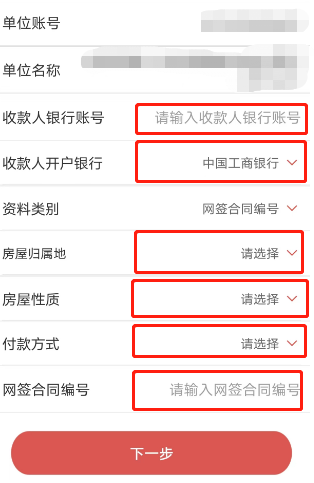 单位账号
单位名称
收款人银行账号 请输入收款人银行账号
收款人开户银行 中国工商银行
资料类别 网签合同编号
房屋归属地 请选择
房屋性质 请选择
付款方式 请选择
网签合同编号 请输入网签合同编号
下一步